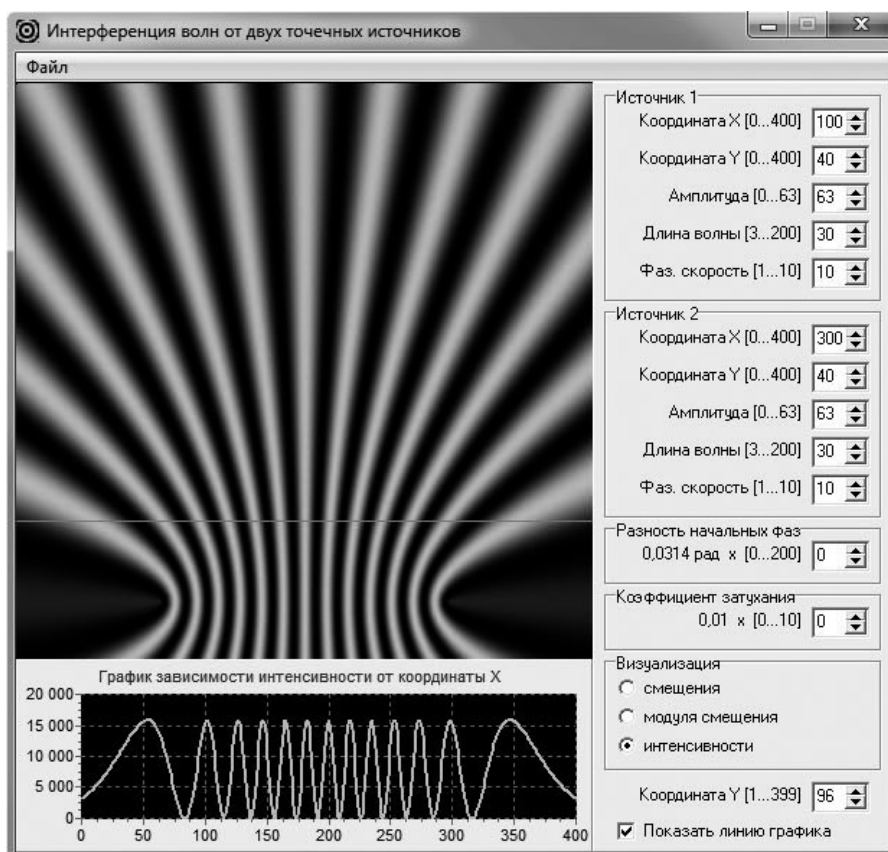 Интерференция волн от двух точечных источников
Файл
Источник 1
Координата X [0...400] 100
Координата Y [0...400] 40
Амплитуда [0...63] 63
Длина волны [3...200] 30
Фаз. скорость [1...10] 10
Источник 2
Координата X [0...400] 300
Координата Y [0...400] 40
Амплитуда [0...63] 63
Длина волны [3...200] 30
Фаз. скорость [1...10] 10
Разность начальных фаз
0,0314 рад x [0...200] 0
Коэффициент затухания
0,01 x [0...10] 0
Визуализация
смещения
модуля смещения
интенсивности
Координата Y [1...399] 96
Показать линию графика
График зависимости интенсивности от координаты X
20 000
15 000
10 000
5 000
0
0 50 100 150 200 250 300 350 400